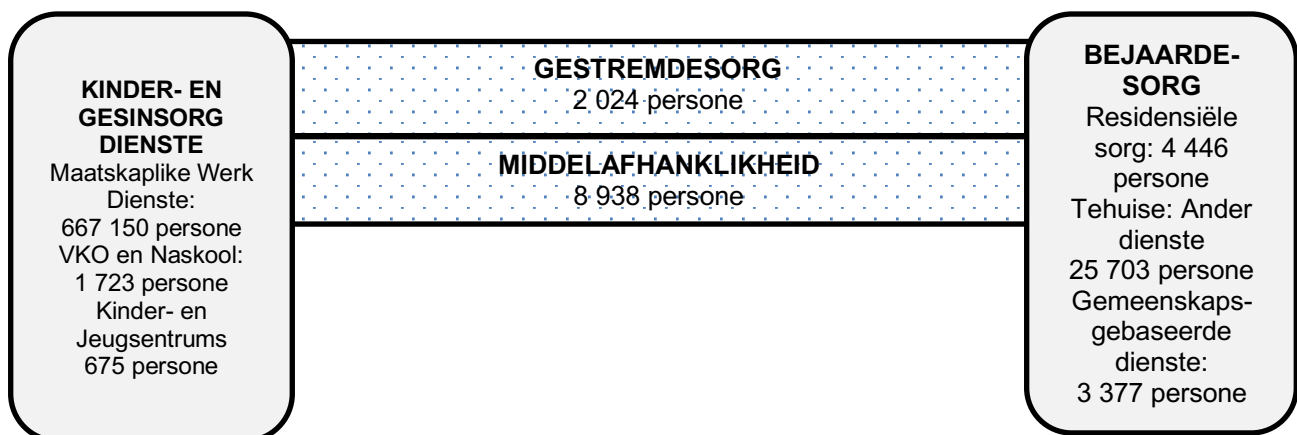 KINDER- EN
GESINSORG
DIENSTE
Maatskaplike Werk
Dienste:
667 150 persone
VKO en Naskool:
1 723 persone
Kinder- en
Jeugsentrums
675 persone
GESTREMDESORG
2 024 persone
MIDDELAFHANKLIKHEID
8 938 persone
BEJAARDE-
SORG
Residensiële
sorg: 4 446
persone
Tehuise: Ander
dienste
25 703 persone
Gemeenskaps-
gebaseerde
dienste:
3 377 persone